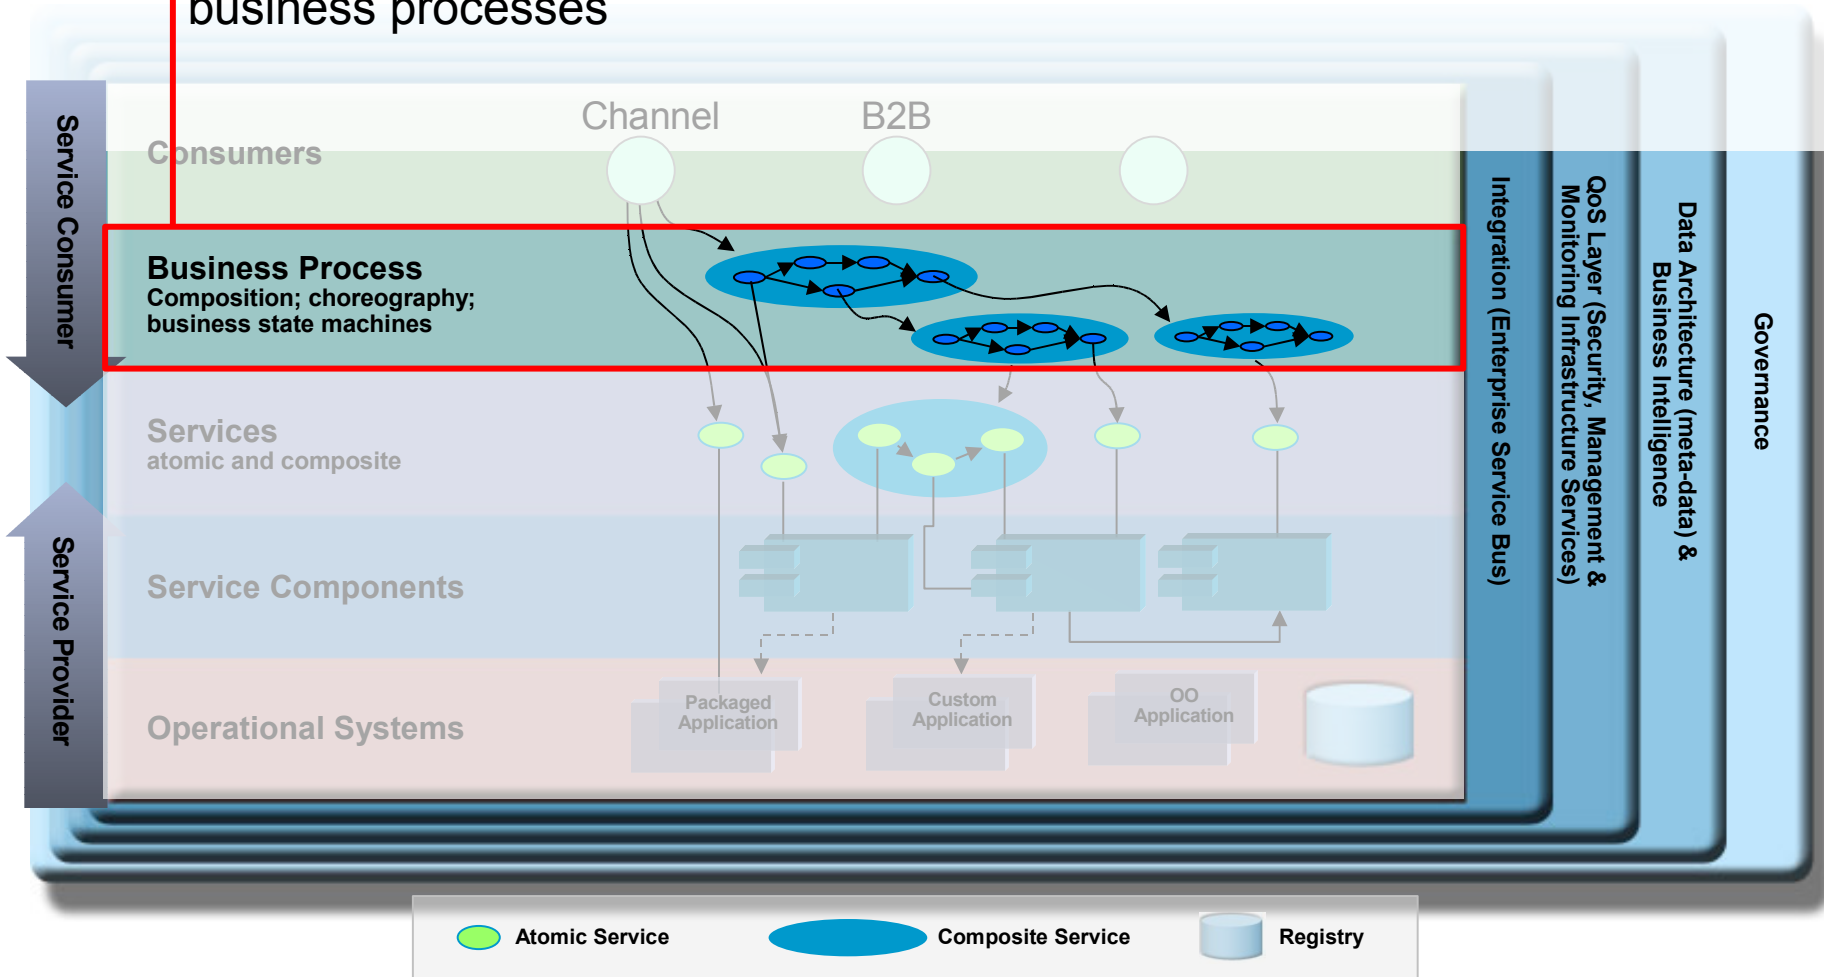 business processes
Channel
B2B
Consumers
Business Process
Composition; choreography;
business state machines
Services
atomic and composite
Service Components
Operational Systems
Packaged
Application
Custom
Application
OO
Application
Service Consumer
Service Provider
Integration (Enterprise Service Bus)
QoS Layer (Security, Management &
Monitoring Infrastructure Services)
Data Architecture (meta-data) &
Business Intelligence
Governance
Atomic Service
Composite Service
Registry